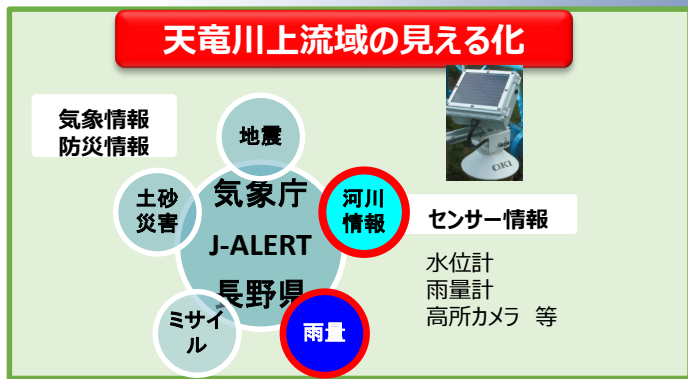 天竜川上流域の見える化
気象情報
防災情報
地震
土砂
災害
気象庁
J-ALERT
長野県
河川
情報
ミサイ
ル
雨量
OKI
センサー情報
水位計
雨量計
高所カメラ 等